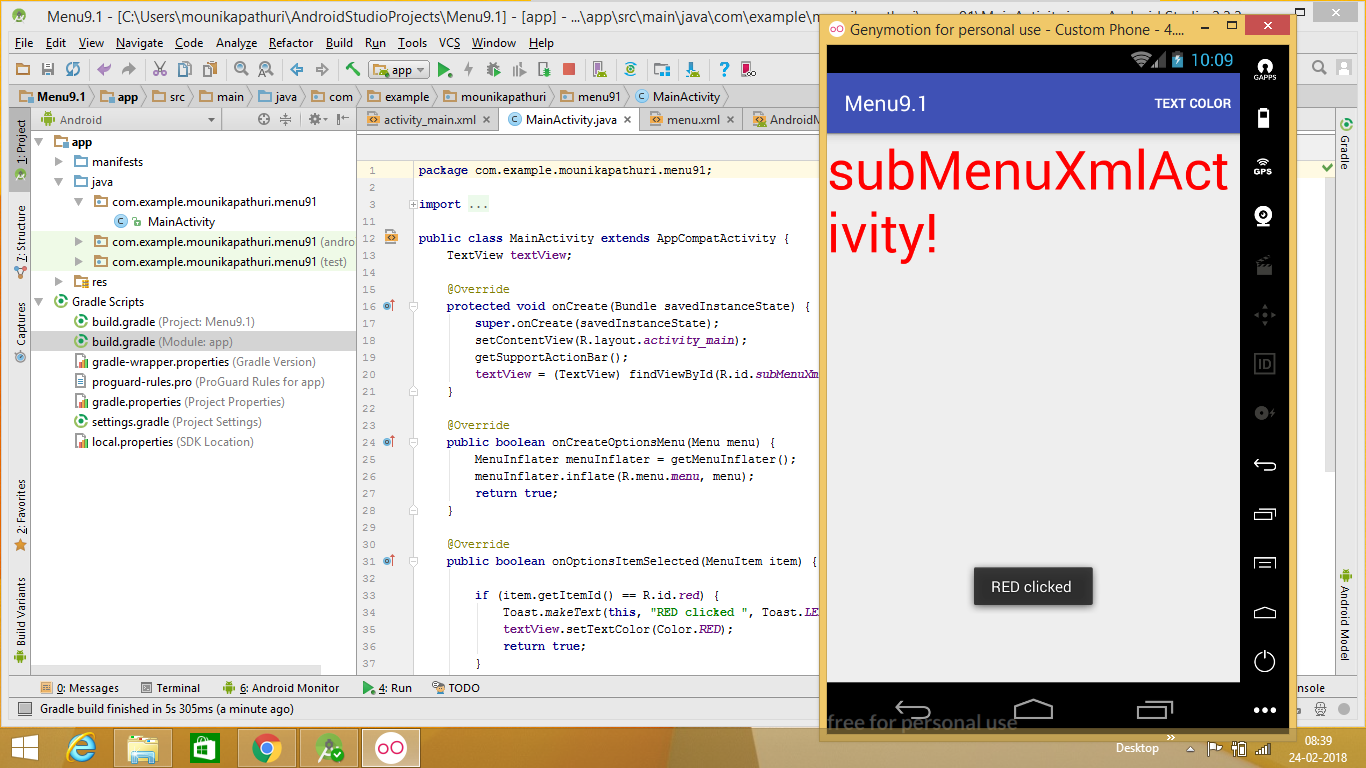 Menu9.1 - [C:\Users\mounikapathuri\AndroidStudioProjects\Menu9.1] - [app] - ...\app\src\main\java\com\example\
File Edit View Navigate Code Analyze Refactor Build Run Tools VCS Window Help
app
Menu9.1 app src main java com example mounikapathuri menu91 MainActivity
Android
activity_main.xml MainActivity.java menu.xml
1: Project
7: Structure
Captures
2: Favorites
Build Variants
app
manifests
java
com.example.mounikapathuri.menu91
MainActivity
com.example.mounikapathuri.menu91 (andro
com.example.mounikapathuri.menu91 (test)
res
Gradle Scripts
build.gradle (Project: Menu9.1)
build.gradle (Module: app)
gradle-wrapper.properties (Gradle Version)
proguard-rules.pro (ProGuard Rules for app)
gradle.properties (Project Properties)
settings.gradle (Project Settings)
local.properties (SDK Location)
1 package com.example.mounikapathuri.menu91;
2
3 import ...
11
12 public class MainActivity extends AppCompatActivity {
13 TextView textView;
14
15 @Override
16 protected void onCreate(Bundle savedInstanceState) {
17 super.onCreate(savedInstanceState);
18 setContentView(R.layout.activity_main);
19 getSupportActionBar();
20 textView = (TextView) findViewById(R.id.subMenuXm
21 }
22
23 @Override
24 public boolean onCreateOptionsMenu(Menu menu) {
25 MenuInflater menuInflater = getMenuInflater();
26 menuInflater.inflate(R.menu.menu, menu);
27 return true;
28 }
29
30 @Override
31 public boolean onOptionsItemSelected(MenuItem item) {
32
33 if (item.getItemId() == R.id.red) {
34 Toast.makeText(this, "RED clicked ", Toast.LE
35 textView.setTextColor(Color.RED);
36 return true;
37 }
Genymotion for personal use - Custom Phone - 4....
10:09
Menu9.1 TEXT COLOR
subMenuXmlAct
ivity!
RED clicked
free for personal use
GAPPS
GPS
ID
Gradle
Android Model
0: Messages Terminal 6: Android Monitor 4: Run TODO
nsole
Gradle build finished in 5s 305ms (a minute ago)
Desktop
08:39
24-02-2018